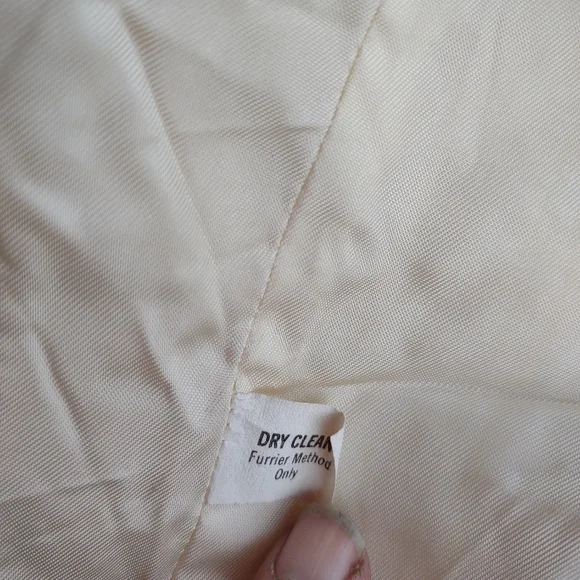 DRY CLEAN
Furrier Method
Only